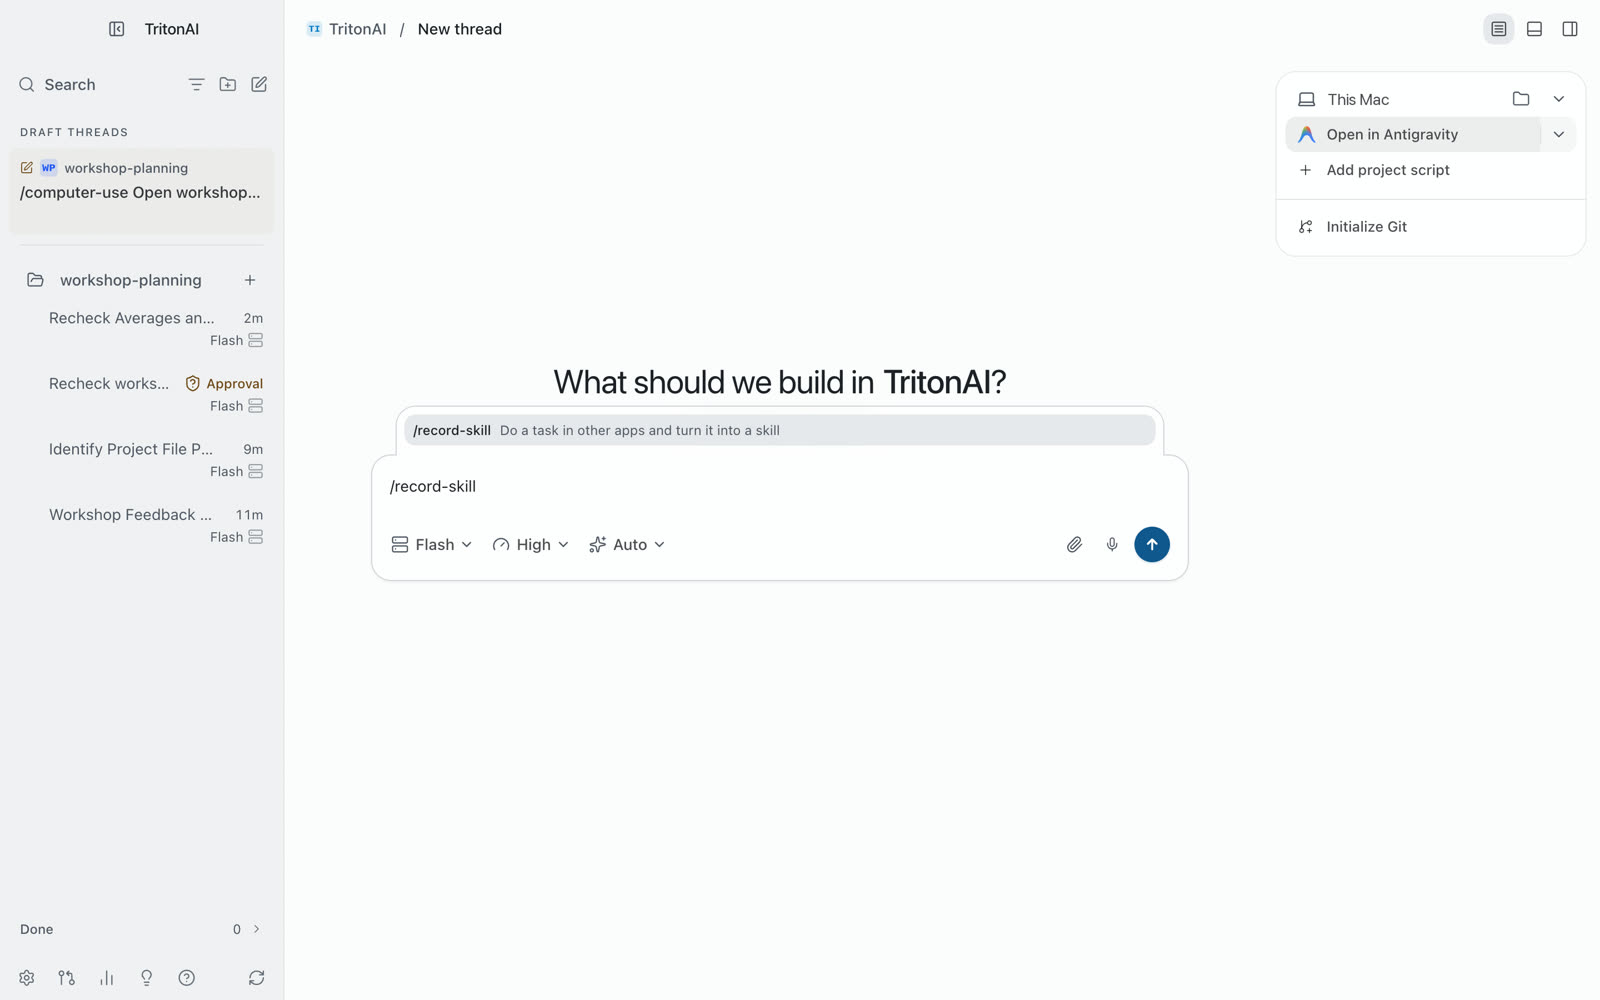 TritonAI
Search
DRAFT THREADS
WP workshop-planning
/computer-use Open workshop...
workshop-planning
Recheck Averages an... 2m
Flash
Recheck works... Approval
Flash
Identify Project File P... 9m
Flash
Workshop Feedback ... 11m
Flash
Done 0
TI TritonAI / New thread
This Mac
Open in Antigravity
Add project script
Initialize Git
What should we build in TritonAI?
/record-skill Do a task in other apps and turn it into a skill
/record-skill
Flash High Auto